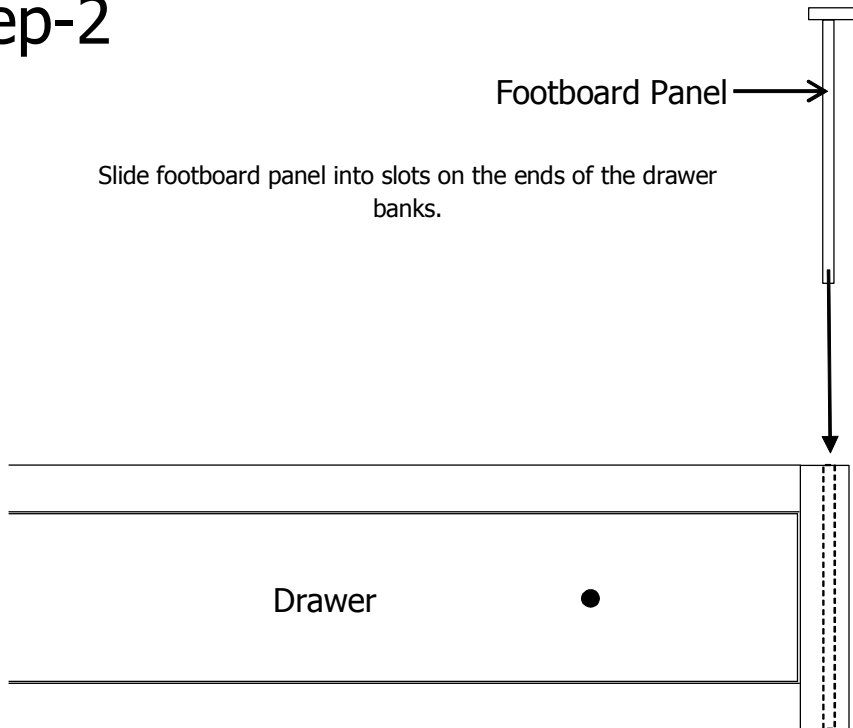 ep-2
Footboard Panel
Slide footboard panel into slots on the ends of the drawer
banks.
Drawer